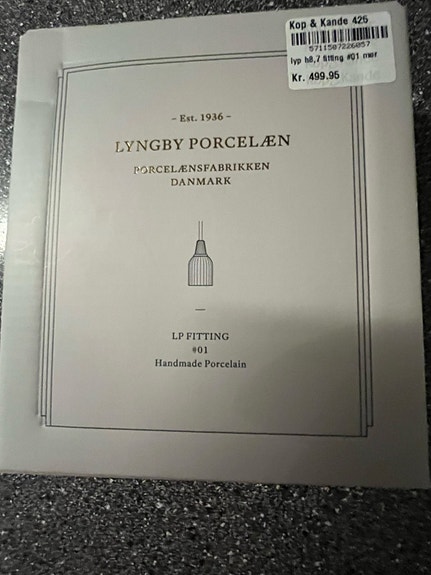 Kop & Kande 425
5711507226057
lyp h8,7 fitting #01 mør
Kr. 499.95
– Est. 1936 –
LYNGBY PORCELÆN
PORCELÆNSFABRIKKEN
DANMARK
—
LP FITTING
#01
Handmade Porcelain